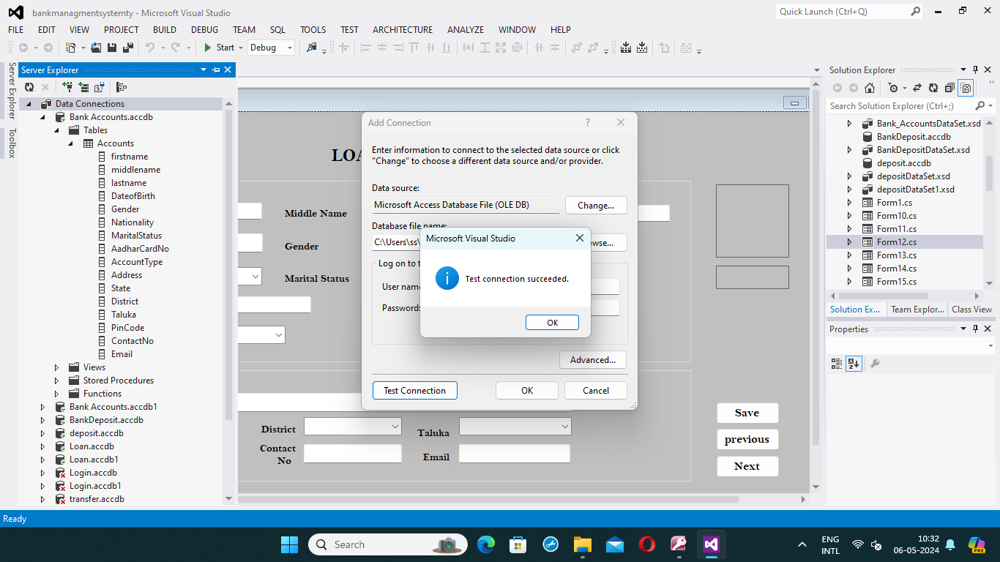 bankmanagmentsystemty - Microsoft Visual Studio
Quick Launch (Ctrl+Q)
FILE EDIT VIEW PROJECT BUILD DEBUG TEAM SQL TOOLS TEST ARCHITECTURE ANALYZE WINDOW HELP
Start Debug
Server Explorer
Toolbox
Server Explorer
Data Connections
Bank Accounts.accdb
Tables
Accounts
firstname
middlename
lastname
DateofBirth
Gender
Nationality
MaritalStatus
AadharCardNo
AccountType
Address
State
District
Taluka
PinCode
ContactNo
Email
Views
Stored Procedures
Functions
Bank Accounts.accdb1
BankDeposit.accdb
deposit.accdb
Loan.accdb
Loan.accdb1
Login.accdb
Login.accdb1
transfer.accdb
LOA
Middle Name
Gender
Marital Status
District
Taluka
Contact
No
Email
Save
previous
Next
Add Connection
?
Enter information to connect to the selected data source or click
"Change" to choose a different data source and/or provider.
Data source:
Microsoft Access Database File (OLE DB)
Change...
Database file name:
C:\Users\ss\
owse...
Log on to t
User name
Password:
Advanced...
Test Connection
OK
Cancel
Microsoft Visual Studio
Test connection succeeded.
OK
Solution Explorer
Search Solution Explorer (Ctrl+;)
Bank_AccountsDataSet.xsd
BankDeposit.accdb
BankDepositDataSet.xsd
deposit.accdb
depositDataSet.xsd
depositDataSet1.xsd
Form1.cs
Form10.cs
Form11.cs
Form12.cs
Form13.cs
Form14.cs
Form15.cs
Solution Ex... Team Explor... Class View
Properties
Ready
Search
ENG
INTL
10:32
06-05-2024
PRE